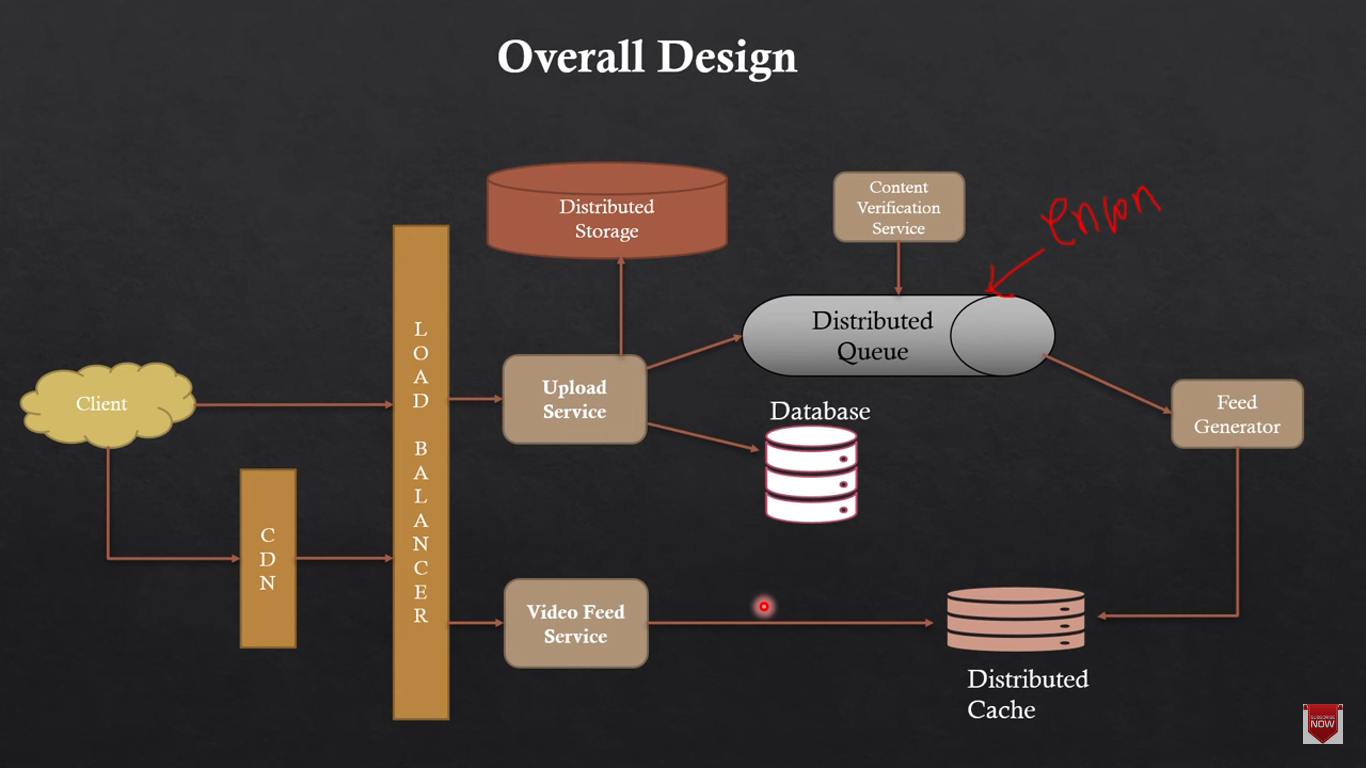 Overall Design
Distributed
Storage
Content
Verification
Service
Distributed
Queue
Client
LOAD BALANCER
Upload
Service
Database
Feed
Generator
CDN
Video Feed
Service
Distributed
Cache
SUBSCRIBE
NOW